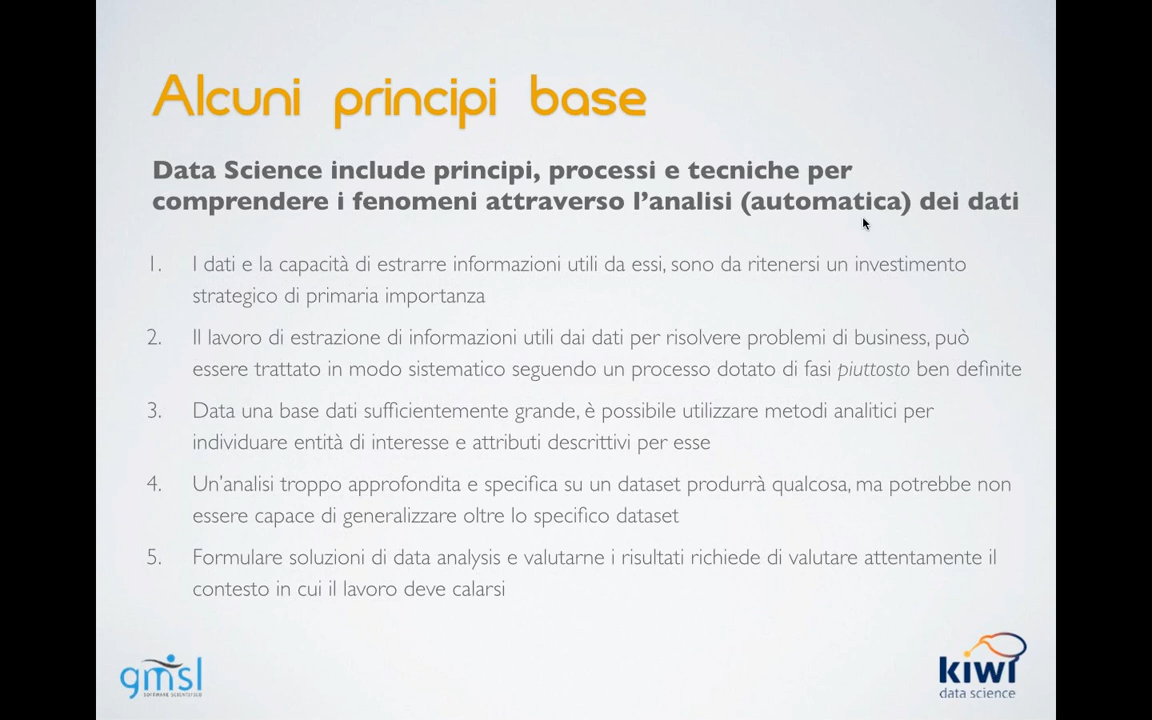 Alcuni principi base
Data Science include principi, processi e tecniche per
comprendere i fenomeni attraverso l'analisi (automatica) dei dati
1. I dati e la capacità di estrarre informazioni utili da essi, sono da ritenersi un investimento
strategico di primaria importanza
2. Il lavoro di estrazione di informazioni utili dai dati per risolvere problemi di business, può
essere trattato in modo sistematico seguendo un processo dotato di fasi piuttosto ben definite
3. Data una base dati sufficientemente grande, è possibile utilizzare metodi analitici per
individuare entità di interesse e attributi descrittivi per esse
4. Un'analisi troppo approfondita e specifica su un dataset produrrà qualcosa, ma potrebbe non
essere capace di generalizzare oltre lo specifico dataset
5. Formulare soluzioni di data analysis e valutarne i risultati richiede di valutare attentamente il
contesto in cui il lavoro deve calarsi
gmsl
SOFTWARE SCIENTIFICO
kiwi
data science